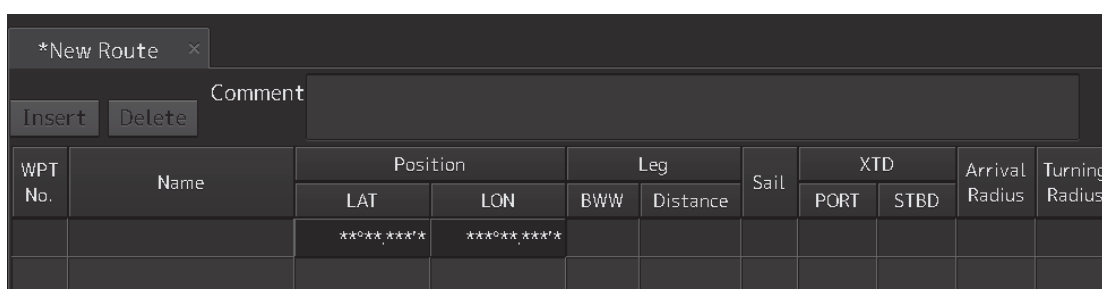 *New Route ×
Comment
Insert Delete
WPT No. Name Position Leg Sail XTD Arrival Radius Turning Radius
LAT LON BWW Distance PORT STBD
**°**.***'* ***°**.***'*